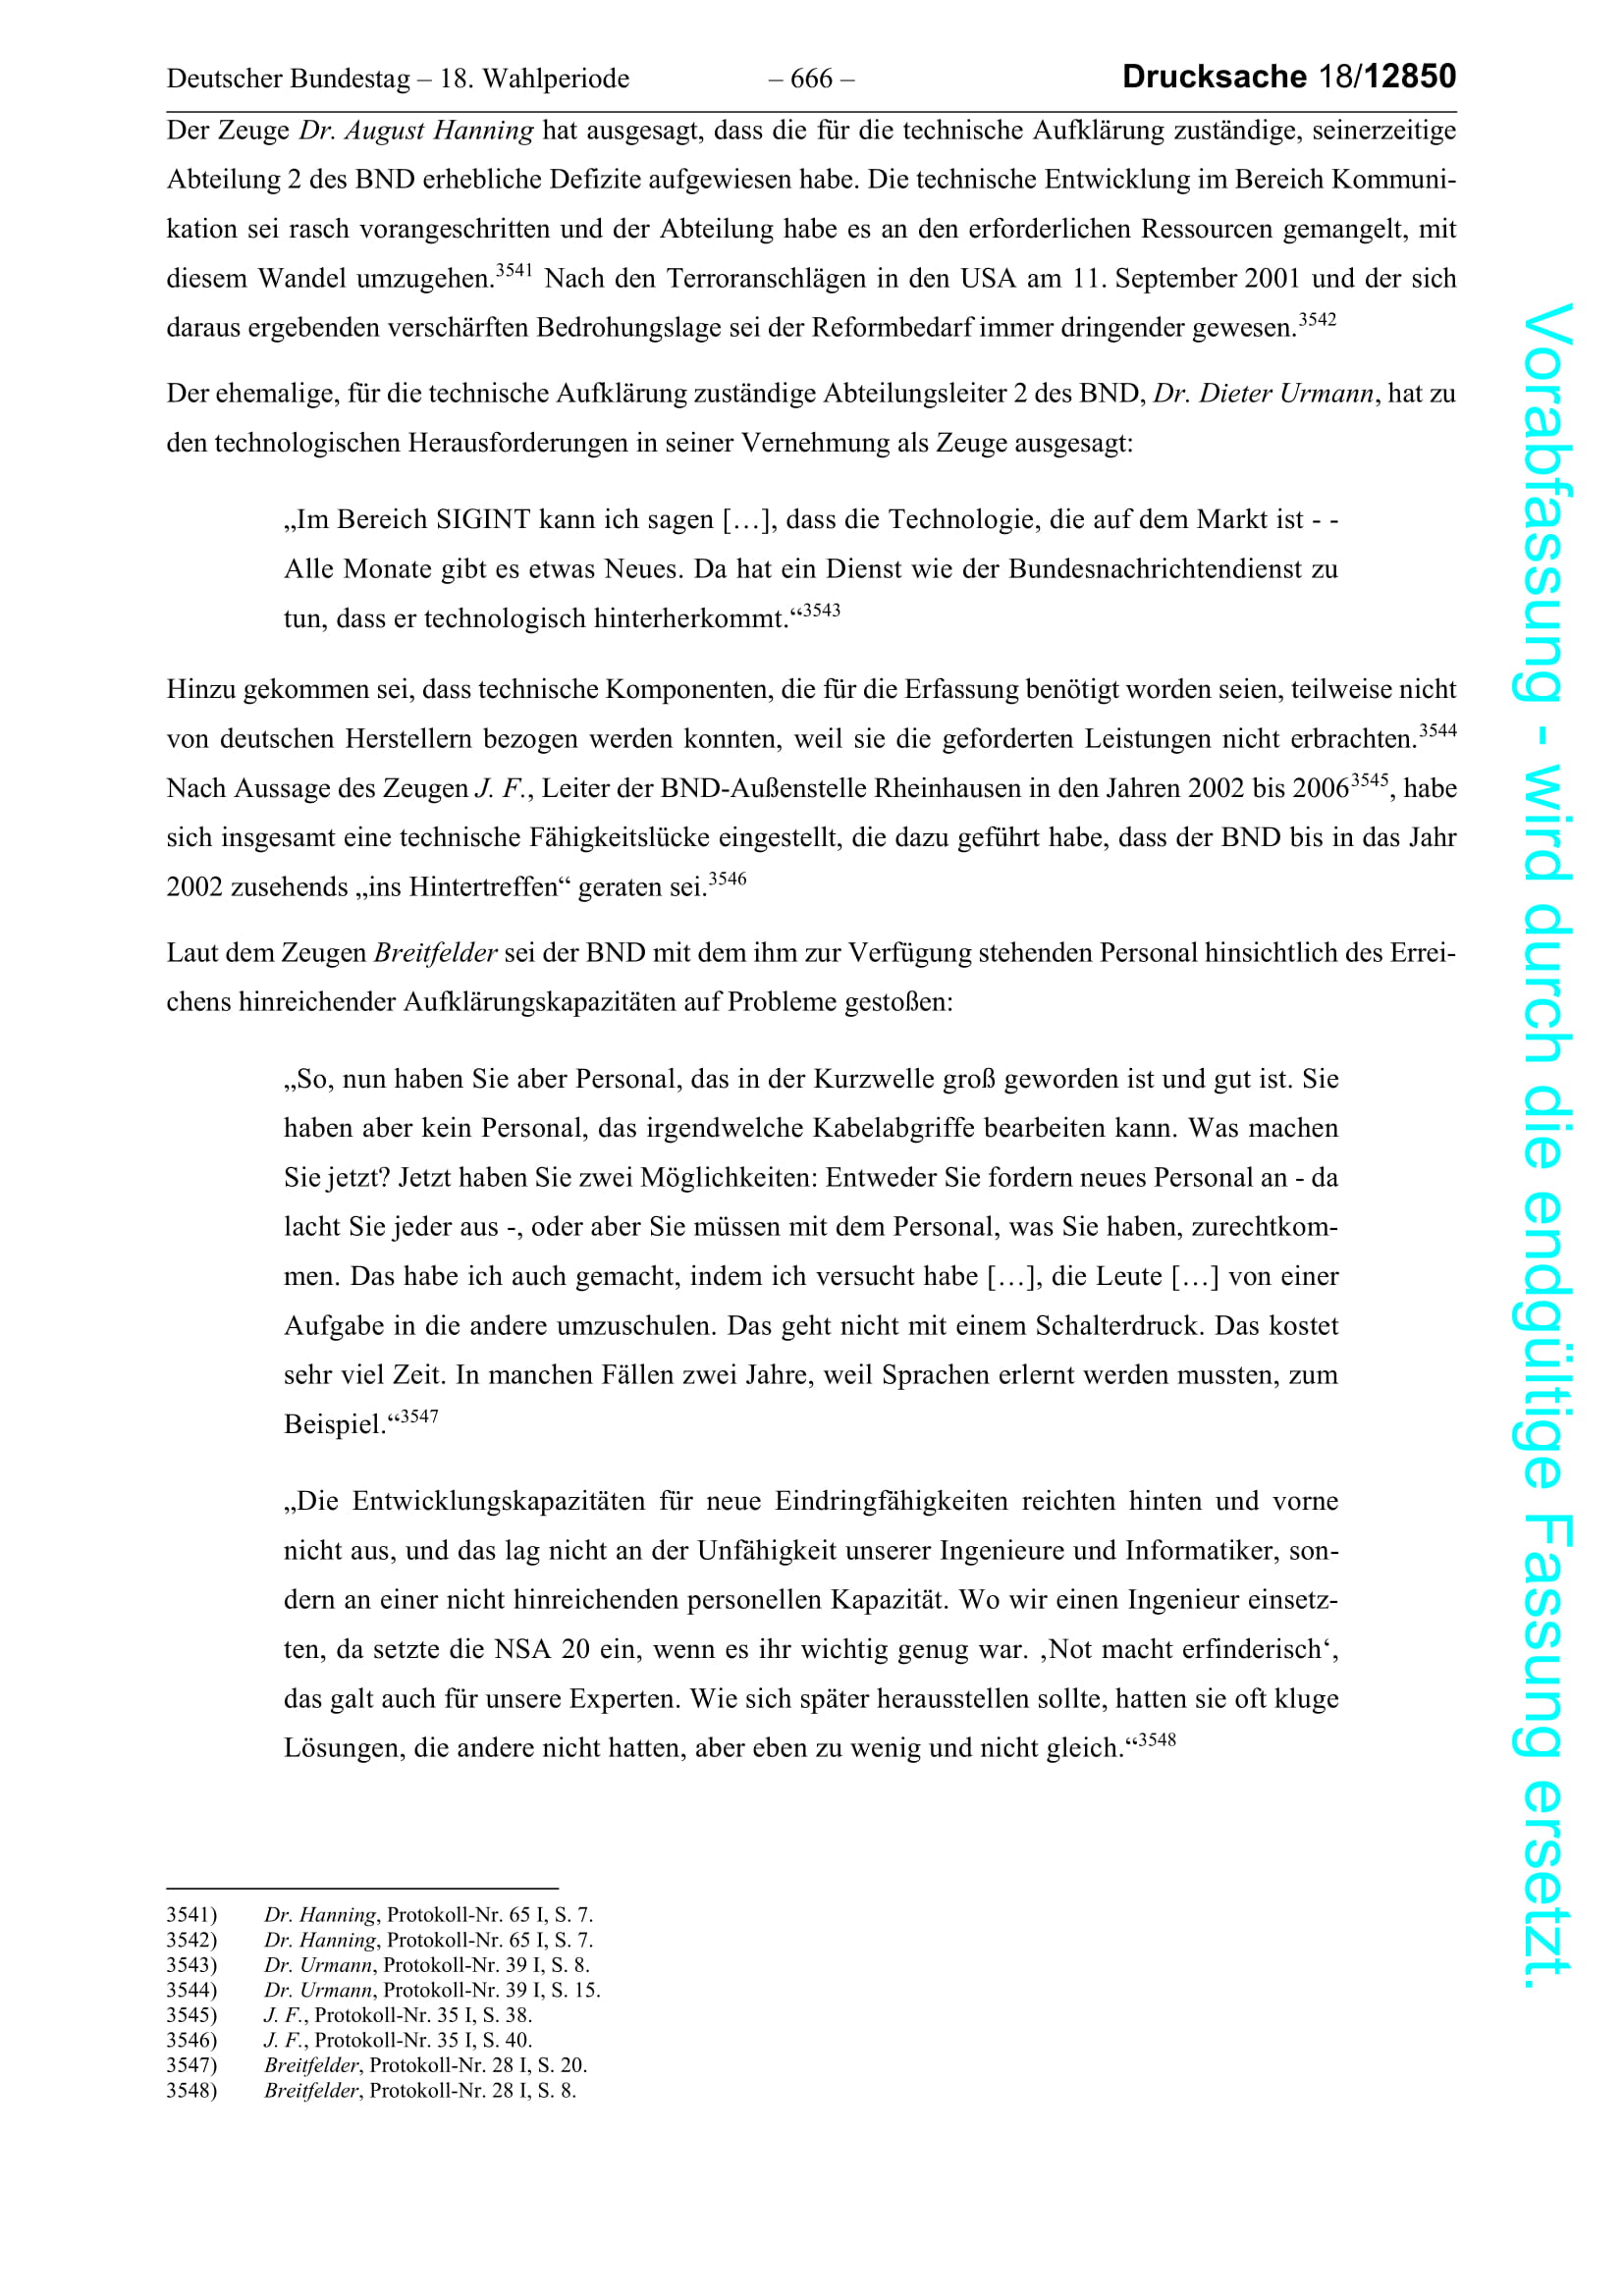 Deutscher Bundestag – 18. Wahlperiode – 666 – Drucksache 18/12850
Der Zeuge Dr. August Hanning hat ausgesagt, dass die für die technische Aufklärung zuständige, seinerzeitige
Abteilung 2 des BND erhebliche Defizite aufgewiesen habe. Die technische Entwicklung im Bereich Kommuni-
kation sei rasch vorangeschritten und der Abteilung habe es an den erforderlichen Ressourcen gemangelt, mit
diesem Wandel umzugehen.3541 Nach den Terroranschlägen in den USA am 11. September 2001 und der sich
daraus ergebenden verschärften Bedrohungslage sei der Reformbedarf immer dringender gewesen.3542
Der ehemalige, für die technische Aufklärung zuständige Abteilungsleiter 2 des BND, Dr. Dieter Urmann, hat zu
den technologischen Herausforderungen in seiner Vernehmung als Zeuge ausgesagt:
„Im Bereich SIGINT kann ich sagen […], dass die Technologie, die auf dem Markt ist - -
Alle Monate gibt es etwas Neues. Da hat ein Dienst wie der Bundesnachrichtendienst zu
tun, dass er technologisch hinterherkommt.“3543
Hinzu gekommen sei, dass technische Komponenten, die für die Erfassung benötigt worden seien, teilweise nicht
von deutschen Herstellern bezogen werden konnten, weil sie die geforderten Leistungen nicht erbrachten.3544
Nach Aussage des Zeugen J. F., Leiter der BND-Außenstelle Rheinhausen in den Jahren 2002 bis 20063545, habe
sich insgesamt eine technische Fähigkeitslücke eingestellt, die dazu geführt habe, dass der BND bis in das Jahr
2002 zusehends „ins Hintertreffen“ geraten sei.3546
Laut dem Zeugen Breitfelder sei der BND mit dem ihm zur Verfügung stehenden Personal hinsichtlich des Errei-
chens hinreichender Aufklärungskapazitäten auf Probleme gestoßen:
„So, nun haben Sie aber Personal, das in der Kurzwelle groß geworden ist und gut ist. Sie
haben aber kein Personal, das irgendwelche Kabelabgriffe bearbeiten kann. Was machen
Sie jetzt? Jetzt haben Sie zwei Möglichkeiten: Entweder Sie fordern neues Personal an - da
lacht Sie jeder aus -, oder aber Sie müssen mit dem Personal, was Sie haben, zurechtkom-
men. Das habe ich auch gemacht, indem ich versucht habe […], die Leute […] von einer
Aufgabe in die andere umzuschulen. Das geht nicht mit einem Schalterdruck. Das kostet
sehr viel Zeit. In manchen Fällen zwei Jahre, weil Sprachen erlernt werden mussten, zum
Beispiel.“3547
„Die Entwicklungskapazitäten für neue Eindringfähigkeiten reichten hinten und vorne
nicht aus, und das lag nicht an der Unfähigkeit unserer Ingenieure und Informatiker, son-
dern an einer nicht hinreichenden personellen Kapazität. Wo wir einen Ingenieur einsetz-
ten, da setzte die NSA 20 ein, wenn es ihr wichtig genug war. ‚Not macht erfinderisch‘,
das galt auch für unsere Experten. Wie sich später herausstellen sollte, hatten sie oft kluge
Lösungen, die andere nicht hatten, aber eben zu wenig und nicht gleich.“3548
3541) Dr. Hanning, Protokoll-Nr. 65 I, S. 7.
3542) Dr. Hanning, Protokoll-Nr. 65 I, S. 7.
3543) Dr. Urmann, Protokoll-Nr. 39 I, S. 8.
3544) Dr. Urmann, Protokoll-Nr. 39 I, S. 15.
3545) J. F., Protokoll-Nr. 35 I, S. 38.
3546) J. F., Protokoll-Nr. 35 I, S. 40.
3547) Breitfelder, Protokoll-Nr. 28 I, S. 20.
3548) Breitfelder, Protokoll-Nr. 28 I, S. 8.
Vorabfassung - wird durch die endgültige Fassung ersetzt.